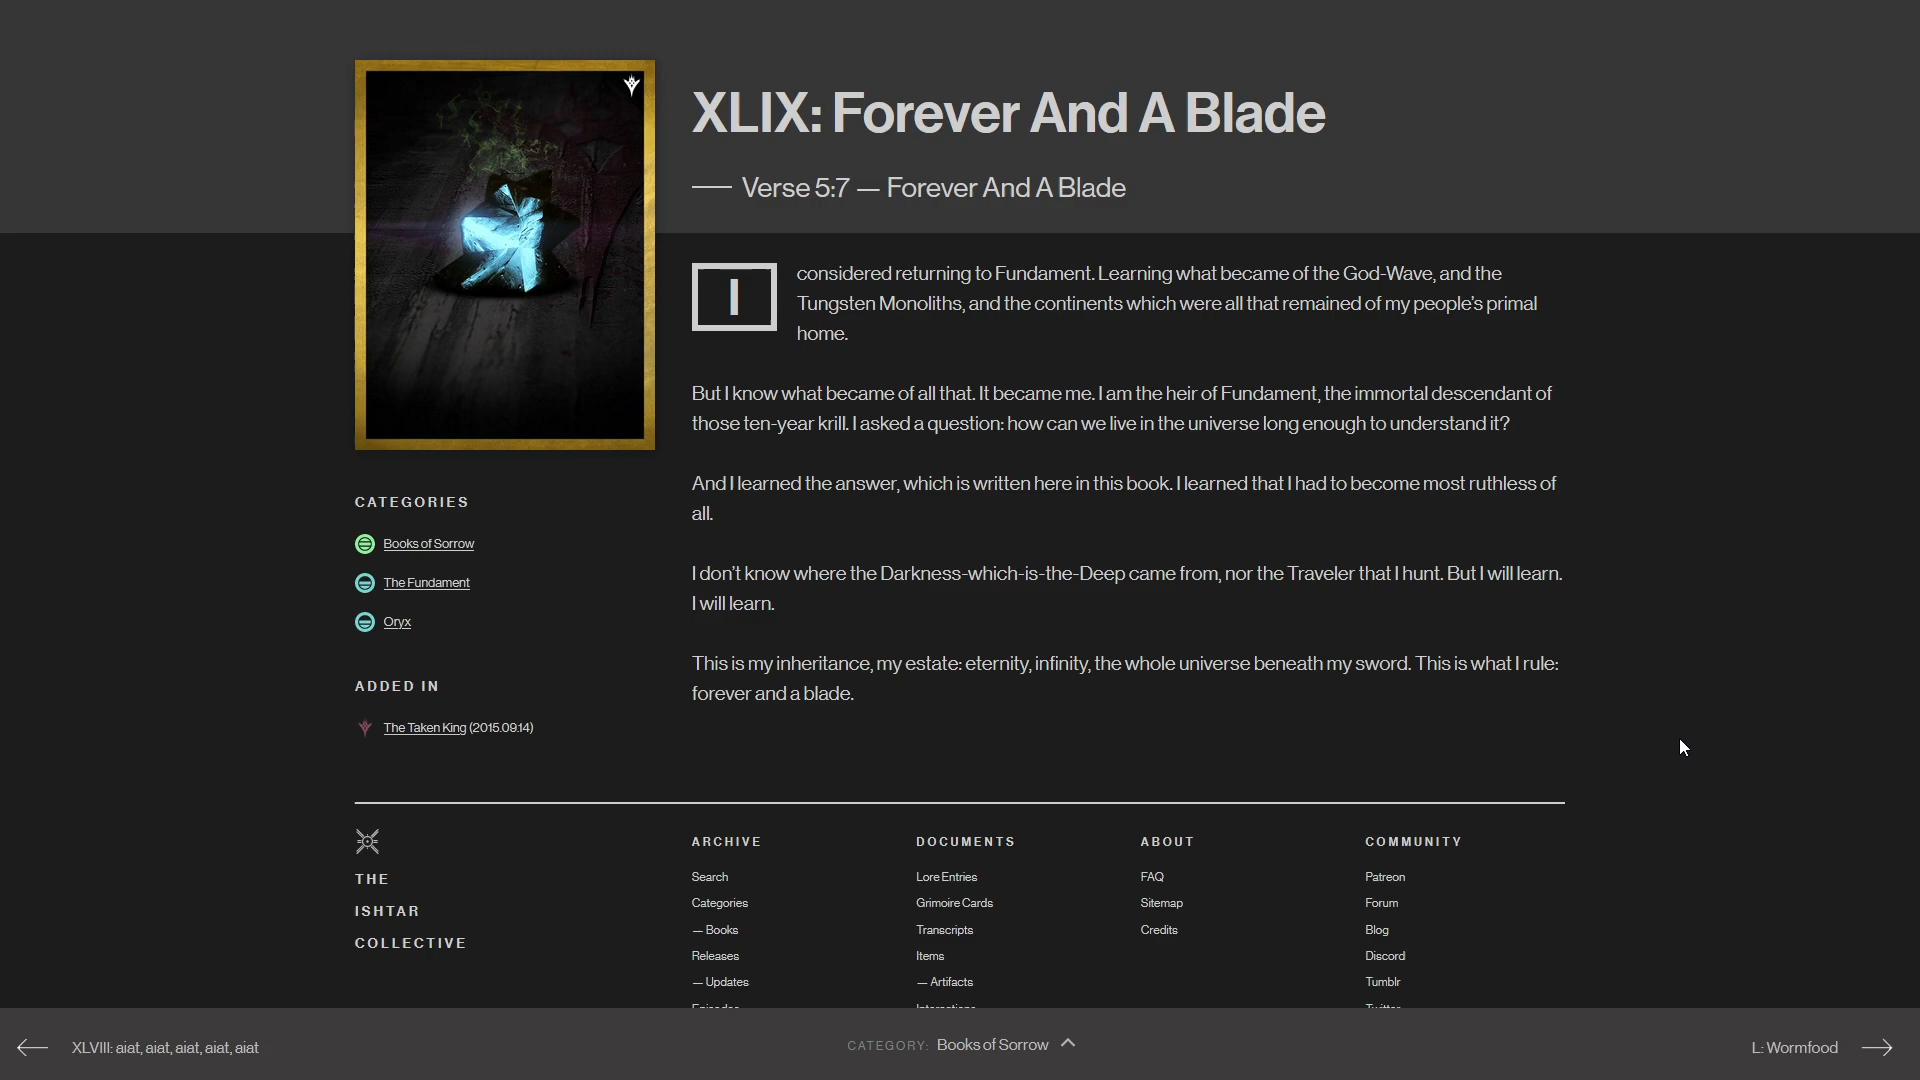 XLIX: Forever And A Blade
Verse 5:7 — Forever And A Blade
I considered returning to Fundament. Learning what became of the God-Wave, and the
Tungsten Monoliths, and the continents which were all that remained of my people's primal
home.
But I know what became of all that. It became me. I am the heir of Fundament, the immortal descendant of
those ten-year krill. I asked a question: how can we live in the universe long enough to understand it?
And I learned the answer, which is written here in this book. I learned that I had to become most ruthless of
all.
I don't know where the Darkness-which-is-the-Deep came from, nor the Traveler that I hunt. But I will learn.
I will learn.
This is my inheritance, my estate: eternity, infinity, the whole universe beneath my sword. This is what I rule:
forever and a blade.
CATEGORIES
Books of Sorrow
The Fundament
Oryx
ADDED IN
The Taken King (2015.09.14)
THE
ISHTAR
COLLECTIVE
ARCHIVE
Search
Categories
— Books
Releases
— Updates
Episodes
DOCUMENTS
Lore Entries
Grimoire Cards
Transcripts
Items
— Artifacts
Interactions
ABOUT
FAQ
Sitemap
Credits
COMMUNITY
Patreon
Forum
Blog
Discord
Tumblr
Twitter
XLVIII: aiat, aiat, aiat, aiat, aiat
CATEGORY: Books of Sorrow
L: Wormfood